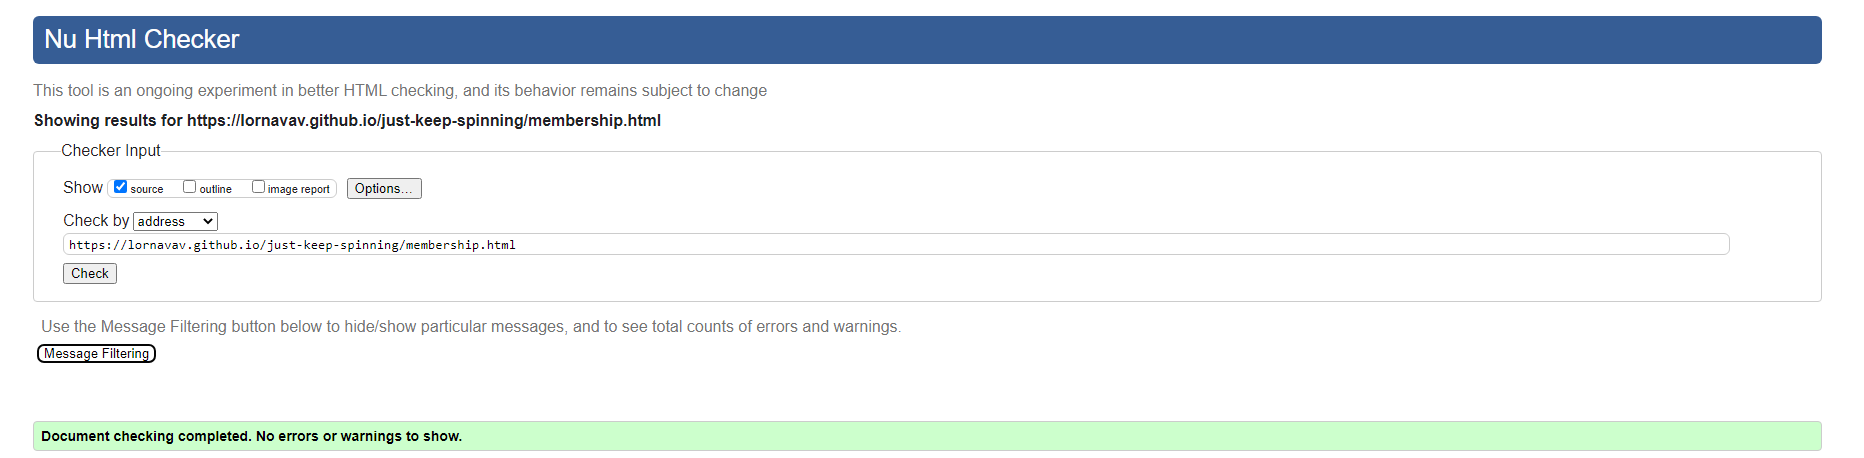 Nu Html Checker
This tool is an ongoing experiment in better HTML checking, and its behavior remains subject to change
Showing results for https://lornavav.github.io/just-keep-spinning/membership.html
Checker Input
Show source outline image report Options...
Check by address
https://lornavav.github.io/just-keep-spinning/membership.html
Check
Use the Message Filtering button below to hide/show particular messages, and to see total counts of errors and warnings.
Message Filtering
Document checking completed. No errors or warnings to show.